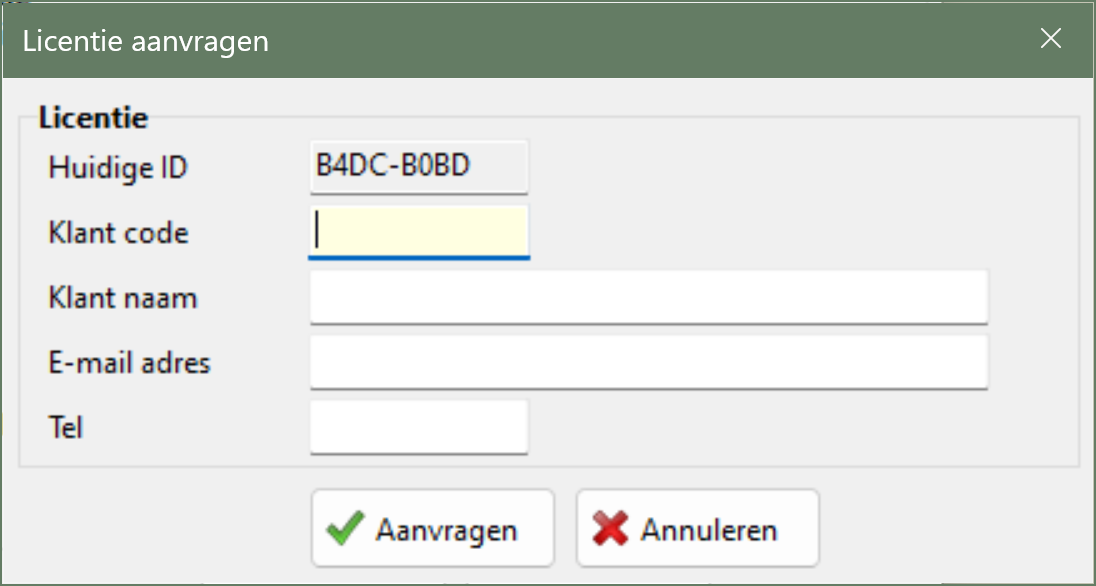 Licentie aanvragen
Licentie
Huidige ID B4DC-B0BD
Klant code
Klant naam
E-mail adres
Tel
Aanvragen Annuleren